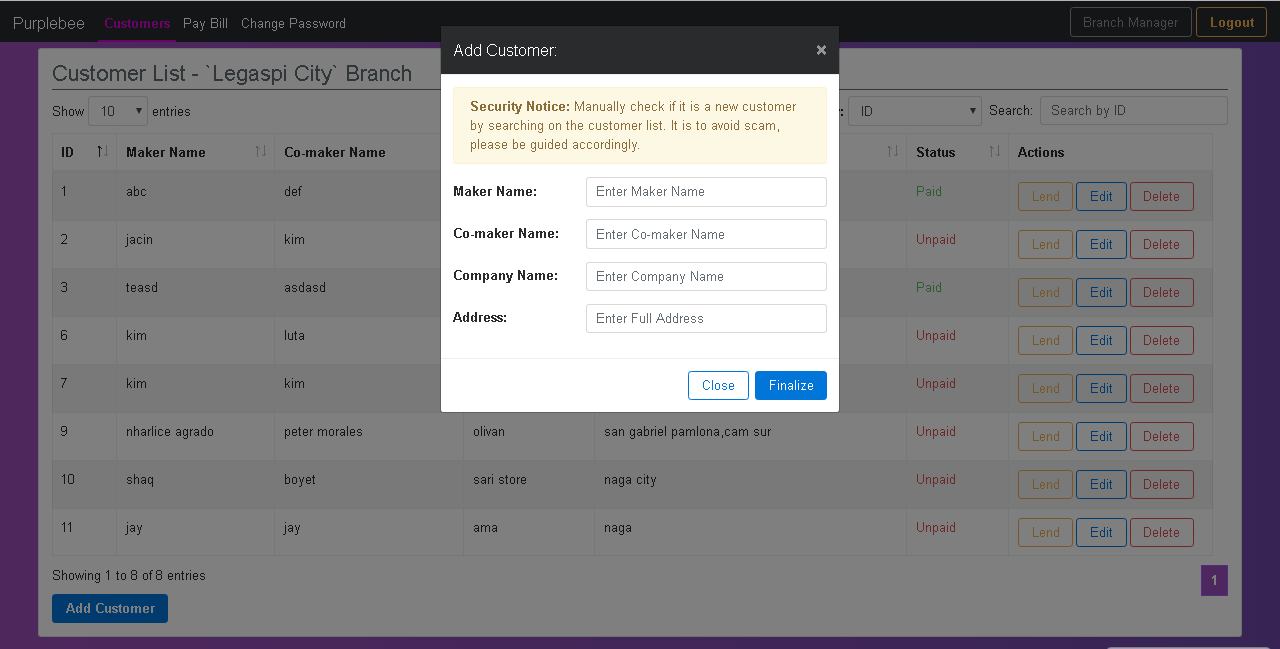 Purplebee Customers Pay Bill Change Password Branch Manager Logout
Customer List - `Legaspi City` Branch
Show 10 entries : ID Search: Search by ID
ID Maker Name Co-maker Name Status Actions
1 abc def Paid Lend Edit Delete
2 jacin kim Unpaid Lend Edit Delete
3 teasd asdasd Paid Lend Edit Delete
6 kim luta Unpaid Lend Edit Delete
7 kim kim Unpaid Lend Edit Delete
9 nharlice agrado peter morales olivan san gabriel pamlona,cam sur Unpaid Lend Edit Delete
10 shaq boyet sari store naga city Unpaid Lend Edit Delete
11 jay jay ama naga Unpaid Lend Edit Delete
Showing 1 to 8 of 8 entries 1
Add Customer
Add Customer: ×
Security Notice: Manually check if it is a new customer
by searching on the customer list. It is to avoid scam,
please be guided accordingly.
Maker Name: Enter Maker Name
Co-maker Name: Enter Co-maker Name
Company Name: Enter Company Name
Address: Enter Full Address
Close Finalize